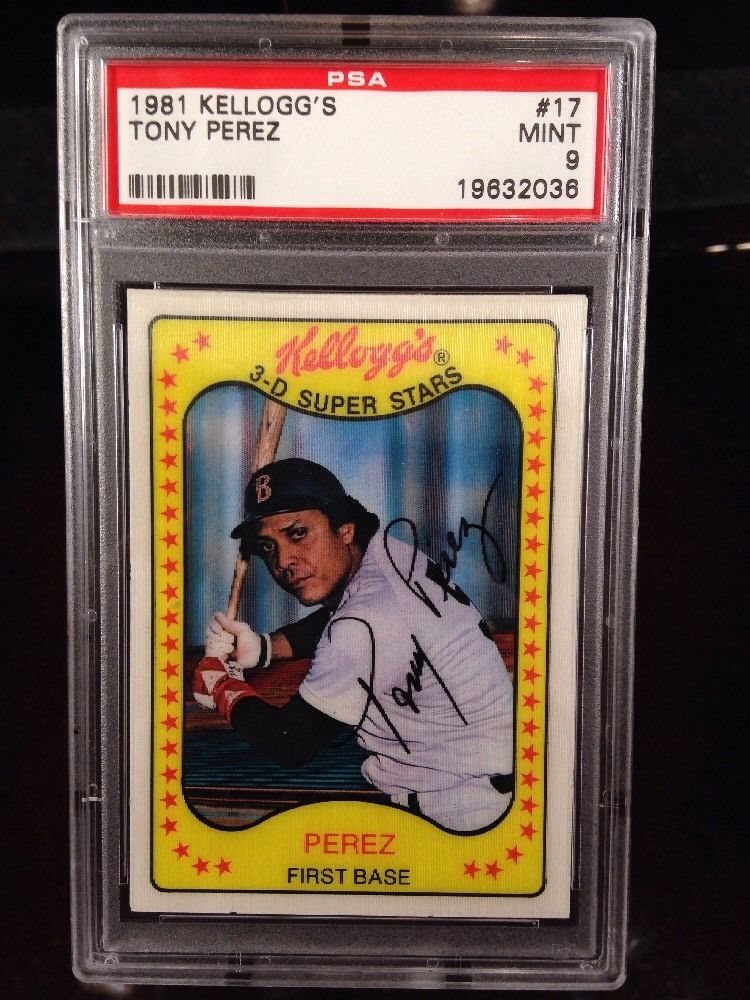 PSA
1981 KELLOGG'S #17
TONY PEREZ MINT
9
19632036
Kellogg's®
3-D SUPER STARS
B
Tony Perez
PEREZ
FIRST BASE